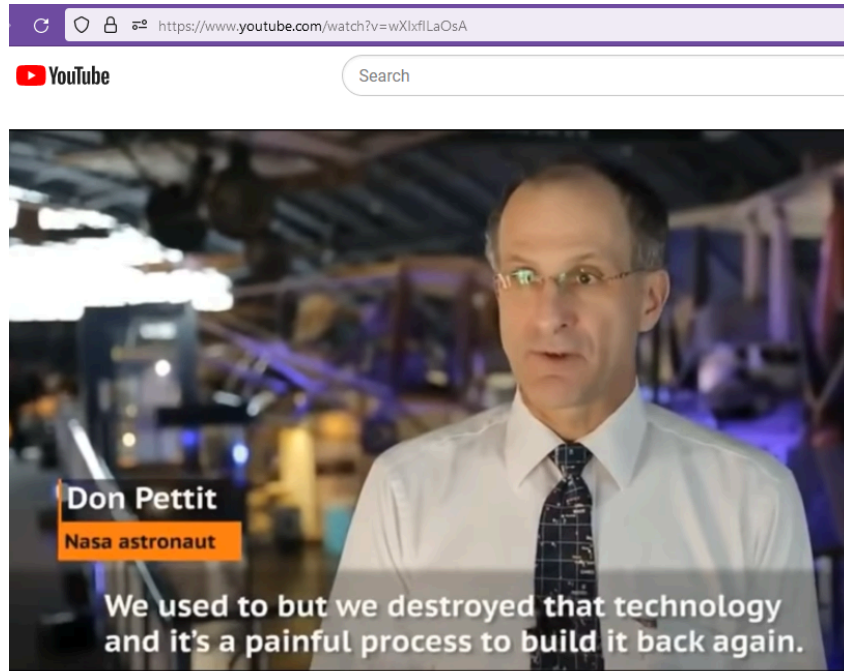 https://www.youtube.com/watch?v=wXIxflLaOsA
YouTube
Search
Don Pettit
Nasa astronaut
We used to but we destroyed that technology
and it's a painful process to build it back again.